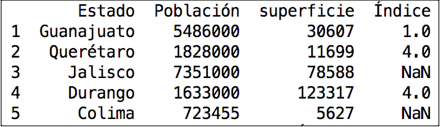 Estado Población superficie Índice
1 Guanajuato 5486000 30607 1.0
2 Querétaro 1828000 11699 4.0
3 Jalisco 7351000 78588 NaN
4 Durango 1633000 123317 4.0
5 Colima 723455 5627 NaN